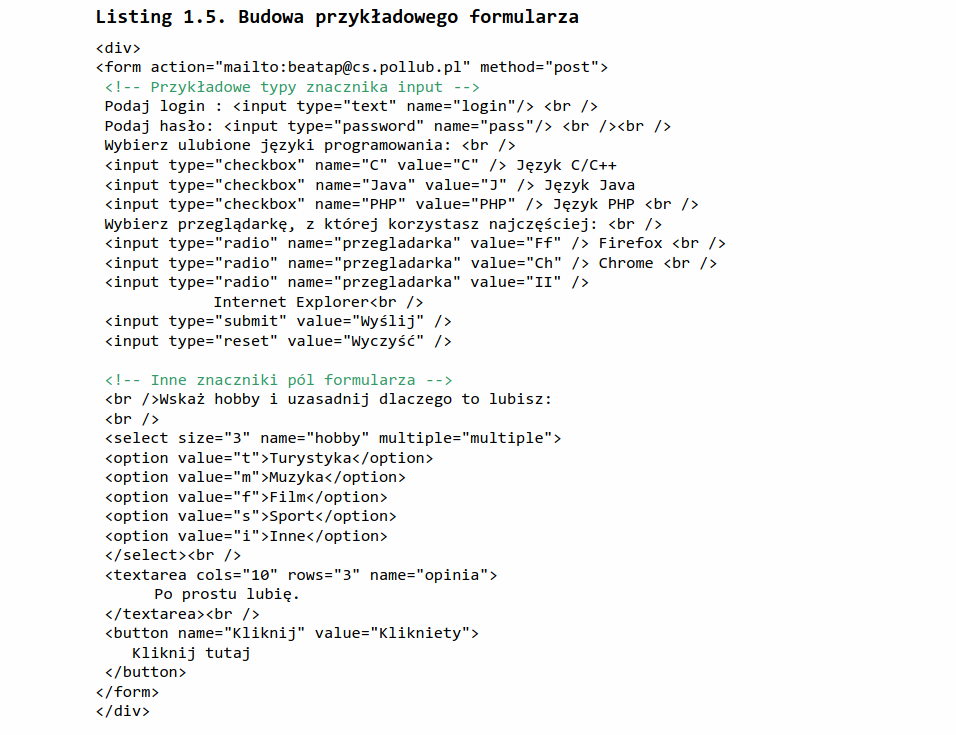 Listing 1.5. Budowa przykładowego formularza
<div>
<form action="mailto:beatap@cs.pollub.pl" method="post">
<!-- Przykładowe typy znacznika input -->
Podaj login : <input type="text" name="login"/> <br />
Podaj hasło: <input type="password" name="pass"/> <br /><br />
Wybierz ulubione języki programowania: <br />
<input type="checkbox" name="C" value="C" /> Język C/C++
<input type="checkbox" name="Java" value="J" /> Język Java
<input type="checkbox" name="PHP" value="PHP" /> Język PHP <br />
Wybierz przeglądarkę, z której korzystasz najczęściej: <br />
<input type="radio" name="przegladarka" value="Ff" /> Firefox <br />
<input type="radio" name="przegladarka" value="Ch" /> Chrome <br />
<input type="radio" name="przegladarka" value="II" />
Internet Explorer<br />
<input type="submit" value="Wyślij" />
<input type="reset" value="Wyczyść" />
<!-- Inne znaczniki pól formularza -->
<br />Wskaż hobby i uzasadnij dlaczego to lubisz:
<br />
<select size="3" name="hobby" multiple="multiple">
<option value="t">Turystyka</option>
<option value="m">Muzyka</option>
<option value="f">Film</option>
<option value="s">Sport</option>
<option value="i">Inne</option>
</select><br />
<textarea cols="10" rows="3" name="opinia">
Po prostu lubię.
</textarea><br />
<button name="Kliknij" value="Klikniety">
Kliknij tutaj
</button>
</form>
</div>